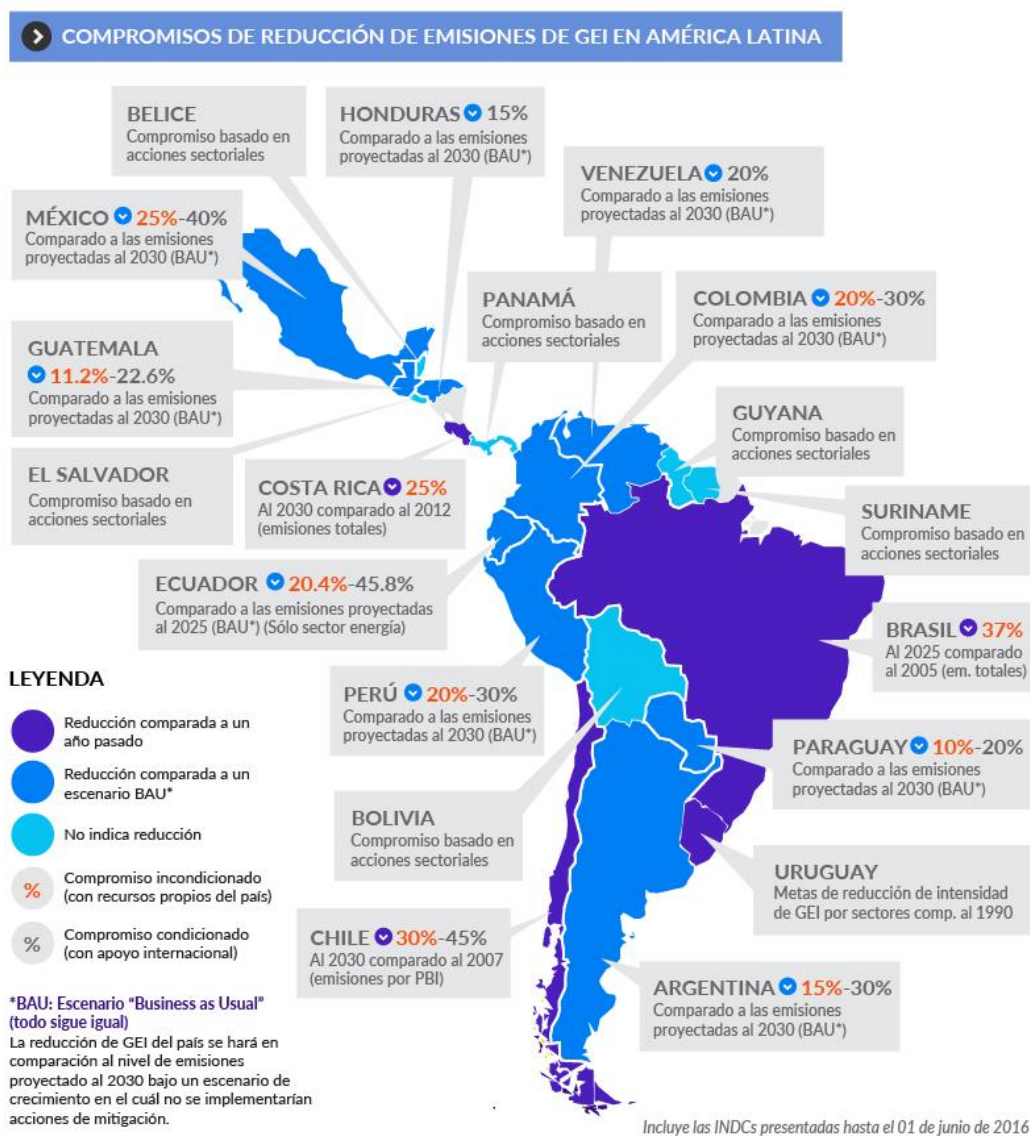 COMPROMISOS DE REDUCCIÓN DE EMISIONES DE GEI EN AMÉRICA LATINA
BELICE
Compromiso basado en
acciones sectoriales
HONDURAS 15%
Comparado a las emisiones
proyectadas al 2030 (BAU*)
VENEZUELA 20%
Comparado a las emisiones
proyectadas al 2030 (BAU*)
MÉXICO 25%-40%
Comparado a las emisiones
proyectadas al 2030 (BAU*)
PANAMÁ
Compromiso basado en
acciones sectoriales
COLOMBIA 20%-30%
Comparado a las emisiones
proyectadas al 2030 (BAU*)
GUATEMALA
11.2%-22.6%
Comparado a las emisiones
proyectadas al 2030 (BAU*)
GUYANA
Compromiso basado en
acciones sectoriales
EL SALVADOR
Compromiso basado en
acciones sectoriales
COSTA RICA 25%
Al 2030 comparado al 2012
(emisiones totales)
SURINAME
Compromiso basado en
acciones sectoriales
ECUADOR 20.4%-45.8%
Comparado a las emisiones proyectadas
al 2025 (BAU*) (Sólo sector energía)
BRASIL 37%
Al 2025 comparado
al 2005 (em. totales)
LEYENDA
Reducción comparada a un
año pasado
Reducción comparada a un
escenario BAU*
No indica reducción
% Compromiso incondicionado
(con recursos propios del país)
% Compromiso condicionado
(con apoyo internacional)
PERÚ 20%-30%
Comparado a las emisiones
proyectadas al 2030 (BAU*)
PARAGUAY 10%-20%
Comparado a las emisiones
proyectadas al 2030 (BAU*)
BOLIVIA
Compromiso basado en
acciones sectoriales
URUGUAY
Metas de reducción de intensidad
de GEI por sectores comp. al 1990
CHILE 30%-45%
Al 2030 comparado al 2007
(emisiones por PBI)
ARGENTINA 15%-30%
Comparado a las emisiones
proyectadas al 2030 (BAU*)
*BAU: Escenario "Business as Usual"
(todo sigue igual)
La reducción de GEI del país se hará en
comparación al nivel de emisiones
proyectado al 2030 bajo un escenario de
crecimiento en el cuál no se implementarían
acciones de mitigación.
Incluye las INDCs presentadas hasta el 01 de junio de 2016